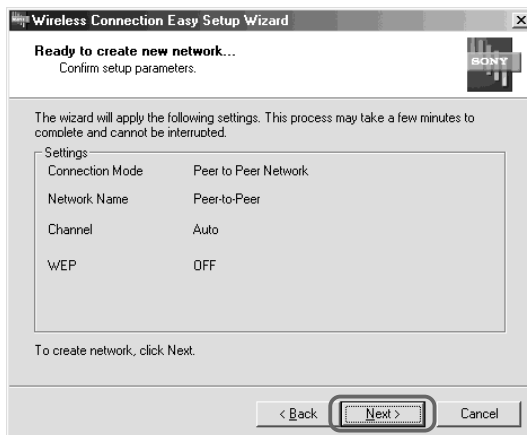 Wireless Connection Easy Setup Wizard
Ready to create new network...
Confirm setup parameters.
SONY
The wizard will apply the following settings. This process may take a few minutes to
complete and cannot be interrupted.
Settings
Connection Mode Peer to Peer Network
Network Name Peer-to-Peer
Channel Auto
WEP OFF
To create network, click Next.
< Back Next > Cancel